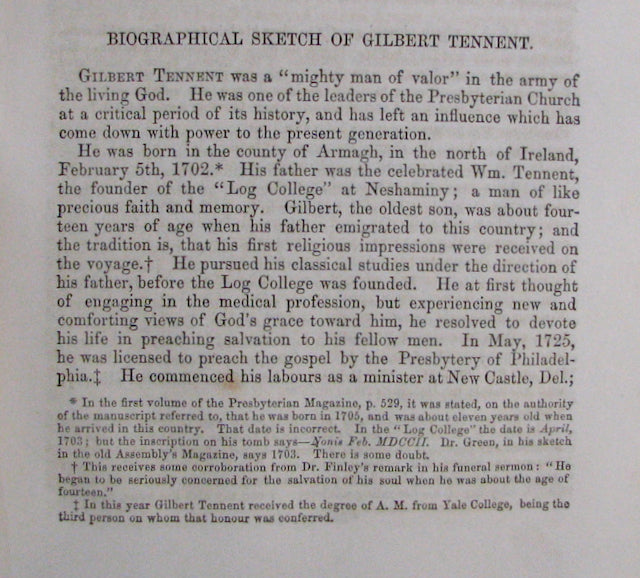 BIOGRAPHICAL SKETCH OF GILBERT TENNENT.
GILBERT TENNENT was a “mighty man of valor” in the army of
the living God. He was one of the leaders of the Presbyterian Church
at a critical period of its history, and has left an influence which has
come down with power to the present generation.
He was born in the county of Armagh, in the north of Ireland,
February 5th, 1702.* His father was the celebrated Wm. Tennent,
the founder of the “Log College” at Neshaminy; a man of like
precious faith and memory. Gilbert, the oldest son, was about four-
teen years of age when his father emigrated to this country; and
the tradition is, that his first religious impressions were received on
the voyage.† He pursued his classical studies under the direction of
his father, before the Log College was founded. He at first thought
of engaging in the medical profession, but experiencing new and
comforting views of God's grace toward him, he resolved to devote
his life in preaching salvation to his fellow men. In May, 1725,
he was licensed to preach the gospel by the Presbytery of Philadel-
phia.‡ He commenced his labours as a minister at New Castle, Del.;
* In the first volume of the Presbyterian Magazine, p. 529, it was stated, on the authority
of the manuscript referred to, that he was born in 1705, and was about eleven years old when
he arrived in this country. That date is incorrect. In the “Log College” the date is April,
1703; but the inscription on his tomb says—Nonis Feb. MDCCII. Dr. Green, in his sketch
in the old Assembly's Magazine, says 1703. There is some doubt.
† This receives some corroboration from Dr. Finley's remark in his funeral sermon: “He
began to be seriously concerned for the salvation of his soul when he was about the age of
fourteen.”
‡ In this year Gilbert Tennent received the degree of A. M. from Yale College, being the
third person on whom that honour was conferred.